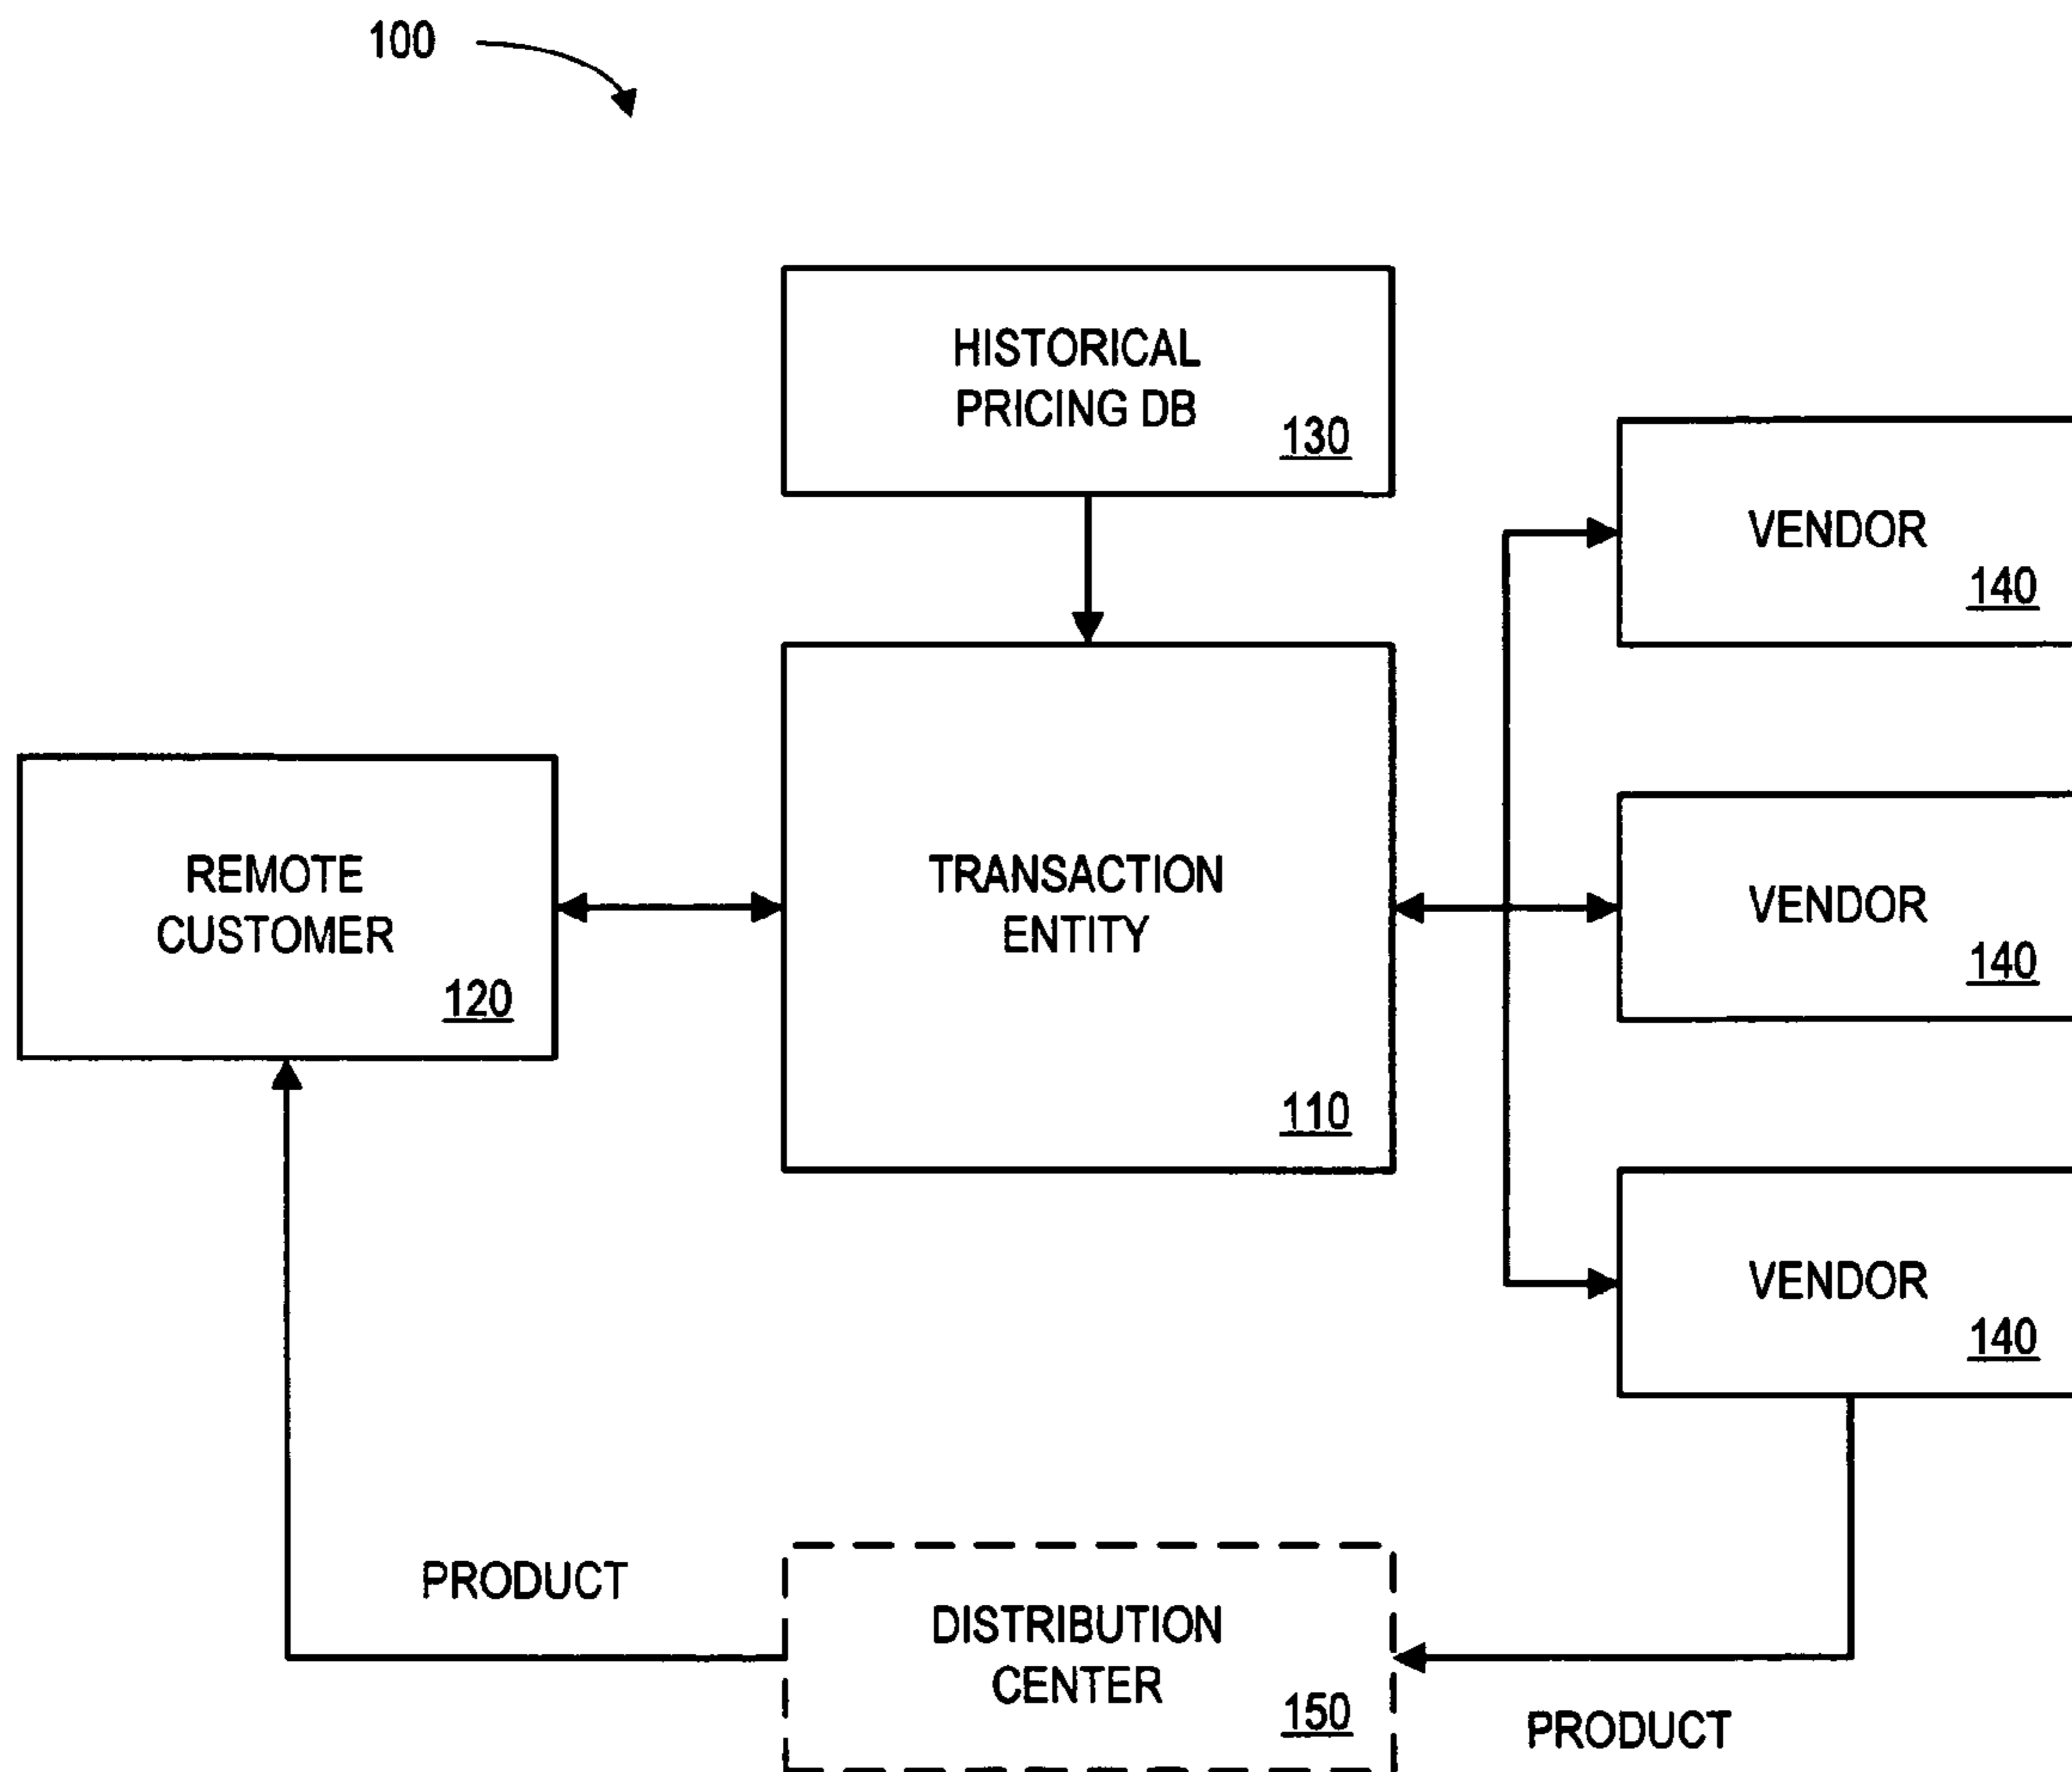 100
HISTORICAL
PRICING DB
130
VENDOR
140
REMOTE
CUSTOMER
120
TRANSACTION
ENTITY
110
VENDOR
140
VENDOR
140
PRODUCT
DISTRIBUTION
CENTER
150
PRODUCT